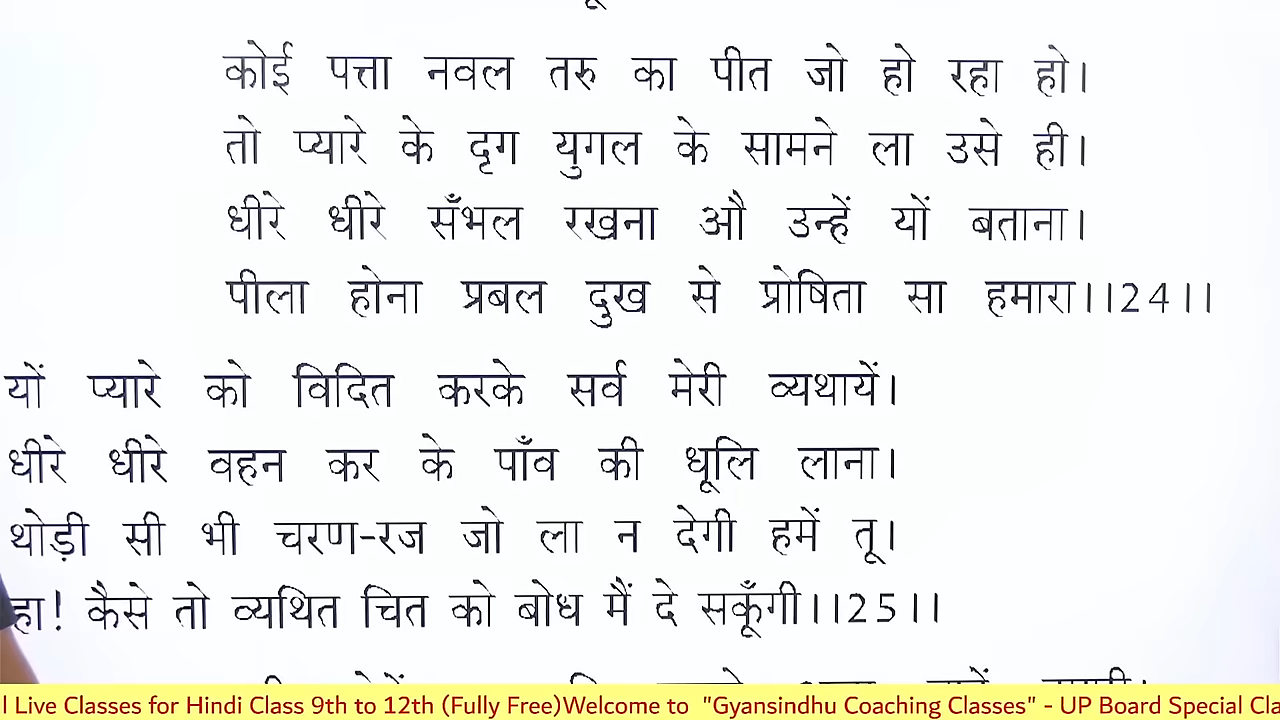 कोई पत्ता नवल तरु का पीत जो हो रहा हो।
तो प्यारे के दृग युगल के सामने ला उसे ही।
धीरे धीरे सँभल रखना औ उन्हें यों बताना।
पीला होना प्रबल दुख से प्रोषिता सा हमारा।।24।।
यों प्यारे को विदित करके सर्व मेरी व्यथायें।
धीरे धीरे वहन कर के पाँव की धूलि लाना।
थोड़ी सी भी चरण-रज जो ला न देगी हमें तू।
हा! कैसे तो व्यथित चित को बोध मैं दे सकूँगी।।25।।
l Live Classes for Hindi Class 9th to 12th (Fully Free)Welcome to "Gyansindhu Coaching Classes" - UP Board Special Cla